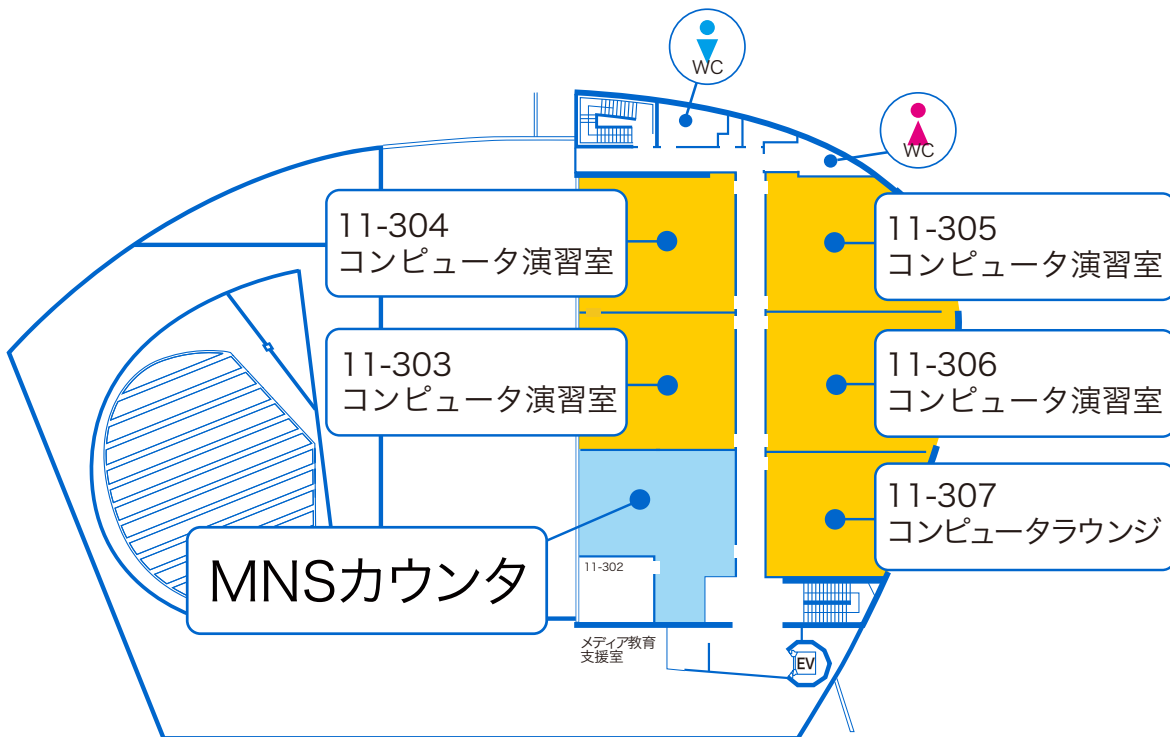 WC
WC
11-304
コンピュータ演習室
11-305
コンピュータ演習室
11-303
コンピュータ演習室
11-306
コンピュータ演習室
11-307
コンピュータラウンジ
MNSカウンタ
11-302
メディア教育
支援室
EV